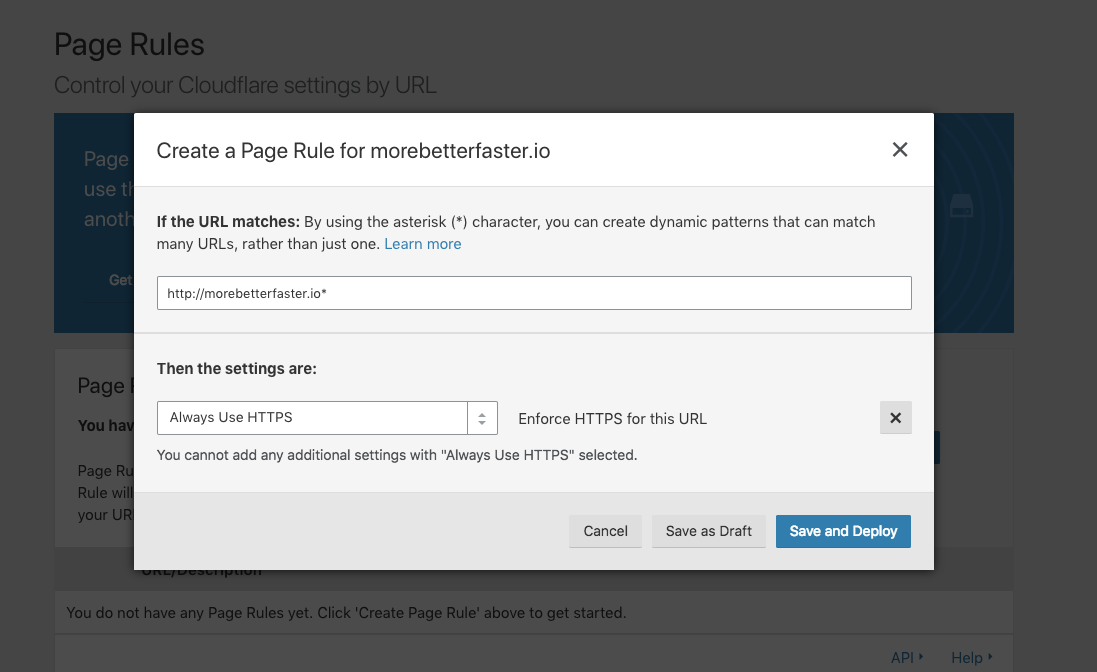 Page Rules
Control your Cloudflare settings by URL
Page
use th
anoth
Get
Create a Page Rule for morebetterfaster.io
If the URL matches: By using the asterisk (*) character, you can create dynamic patterns that can match
many URLs, rather than just one. Learn more
http://morebetterfaster.io*
Then the settings are:
Always Use HTTPS
Enforce HTTPS for this URL
You cannot add any additional settings with "Always Use HTTPS" selected.
Cancel
Save as Draft
Save and Deploy
Page R
You hav
Page Ru
Rule will
your UR
URL/Description
You do not have any Page Rules yet. Click 'Create Page Rule' above to get started.
API
Help